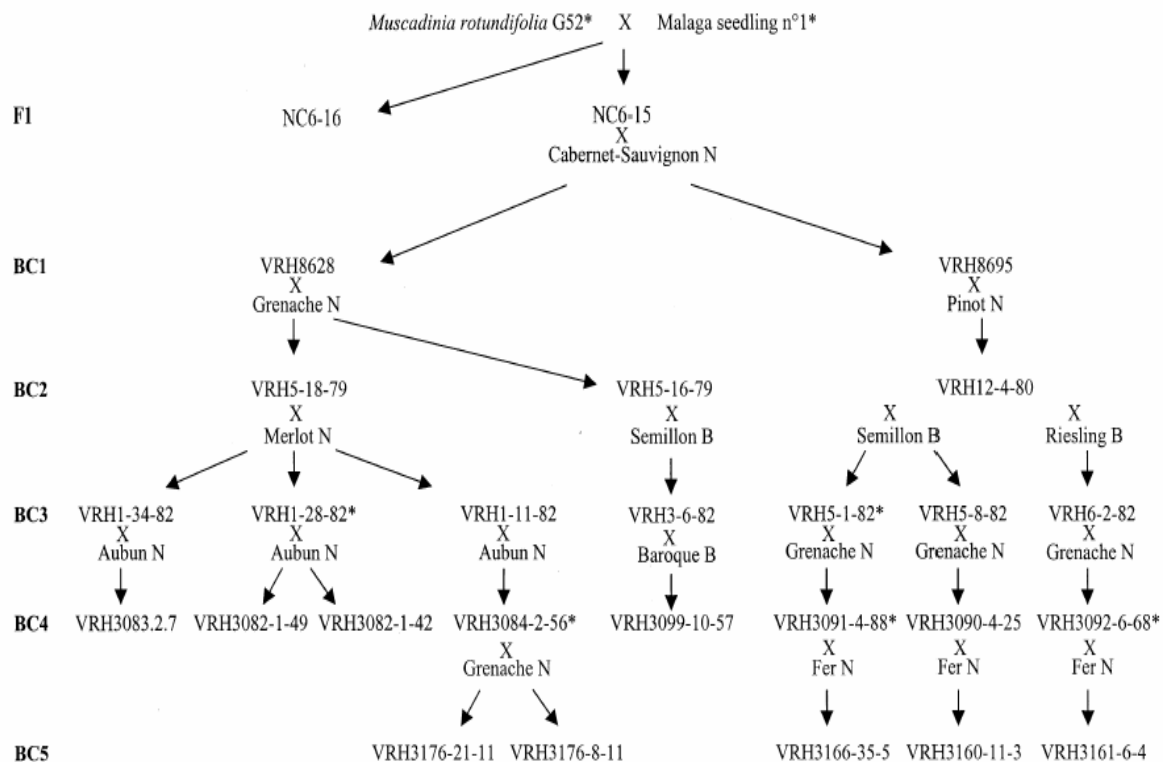 Muscadinia rotundifolia G52* X Malaga seedling n°1*
F1 NC6-16 NC6-15
X
Cabernet-Sauvignon N
BC1 VRH8628 VRH8695
X X
Grenache N Pinot N
BC2 VRH5-18-79 VRH5-16-79 VRH12-4-80
X X X X
Merlot N Semillon B Semillon B Riesling B
BC3 VRH1-34-82 VRH1-28-82* VRH1-11-82 VRH3-6-82 VRH5-1-82* VRH5-8-82 VRH6-2-82
X X X X X X X
Aubun N Aubun N Aubun N Baroque B Grenache N Grenache N Grenache N
BC4 VRH3083.2.7 VRH3082-1-49 VRH3082-1-42 VRH3084-2-56* VRH3099-10-57 VRH3091-4-88* VRH3090-4-25 VRH3092-6-68*
X X X X
Grenache N Fer N Fer N Fer N
BC5 VRH3176-21-11 VRH3176-8-11 VRH3166-35-5 VRH3160-11-3 VRH3161-6-4